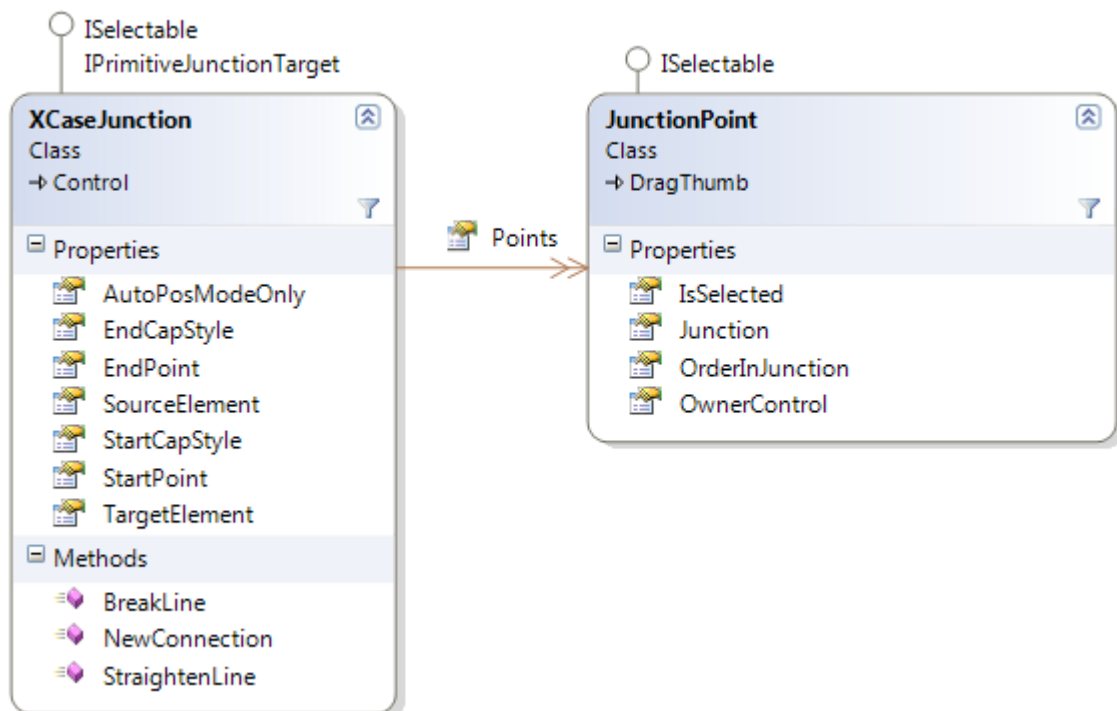 ISelectable
IPrimitiveJunctionTarget
XCaseJunction
Class
Control
Properties
AutoPosModeOnly
EndCapStyle
EndPoint
SourceElement
StartCapStyle
StartPoint
TargetElement
Methods
BreakLine
NewConnection
StraightenLine
Points
ISelectable
JunctionPoint
Class
DragThumb
Properties
IsSelected
Junction
OrderInJunction
OwnerControl